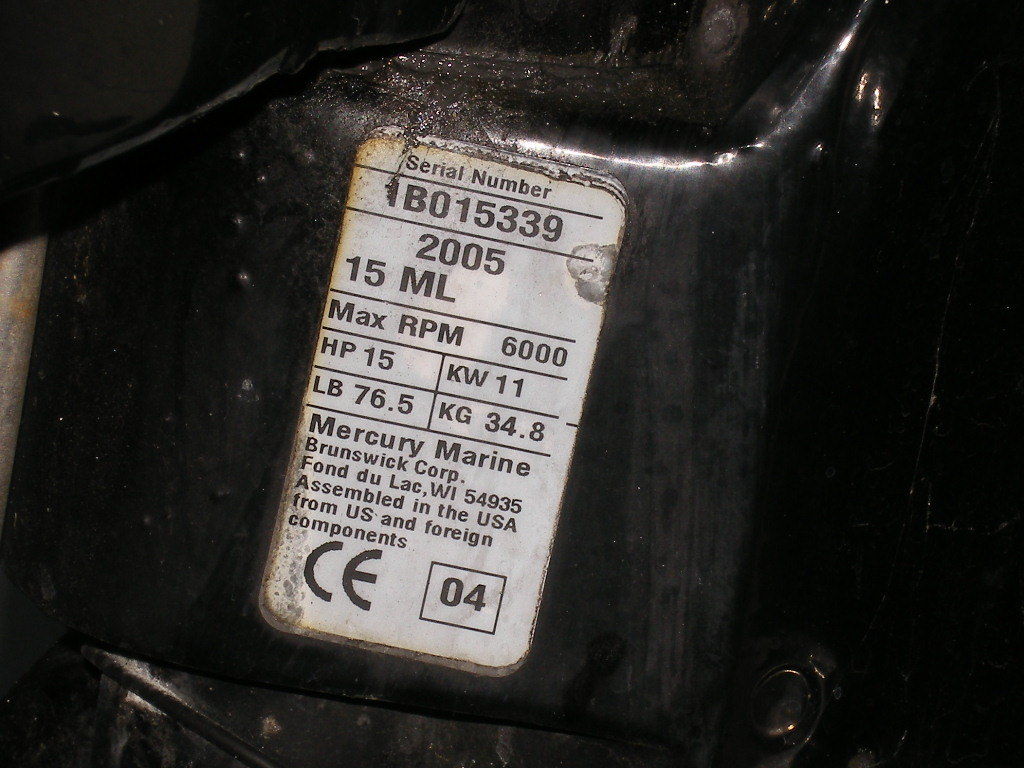 Serial Number
1B015339
2005
15 ML
Max RPM 6000
HP 15 KW 11
LB 76.5 KG 34.8
Mercury Marine
Brunswick Corp.
Fond du Lac, WI 54935
Assembled in the USA
from US and foreign
components
CE 04